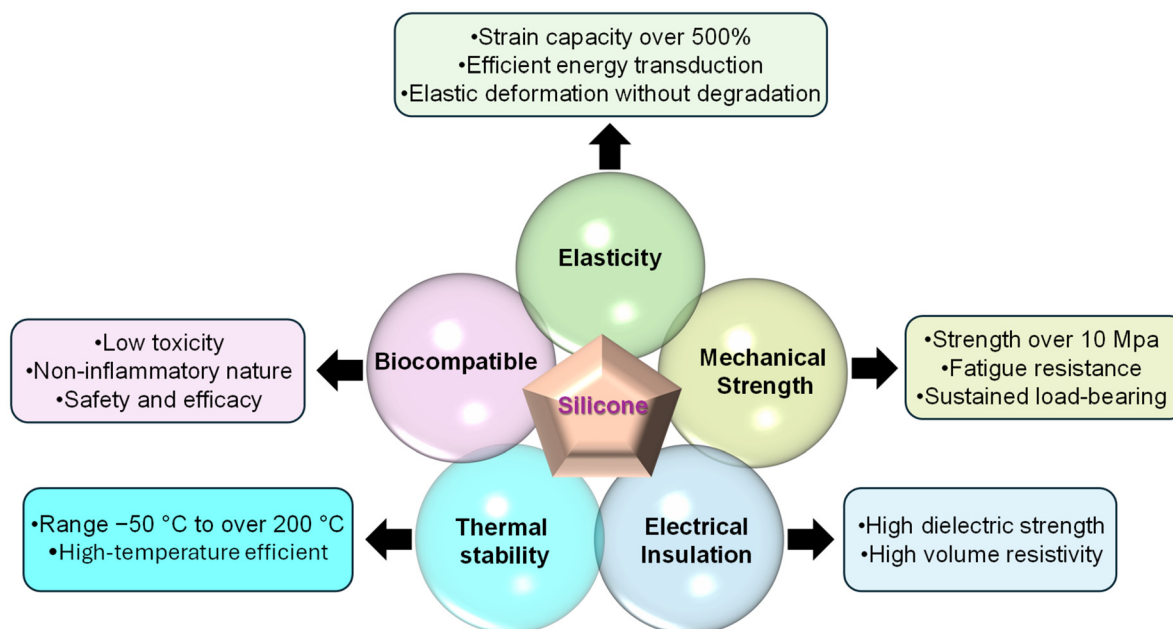 •Strain capacity over 500%
•Efficient energy transduction
•Elastic deformation without degradation
Elasticity
•Low toxicity
•Non-inflammatory nature
•Safety and efficacy
Biocompatible
Mechanical
Strength
•Strength over 10 Mpa
•Fatigue resistance
•Sustained load-bearing
Silicone
•Range −50 °C to over 200 °C
•High-temperature efficient
Thermal
stability
Electrical
Insulation
•High dielectric strength
•High volume resistivity